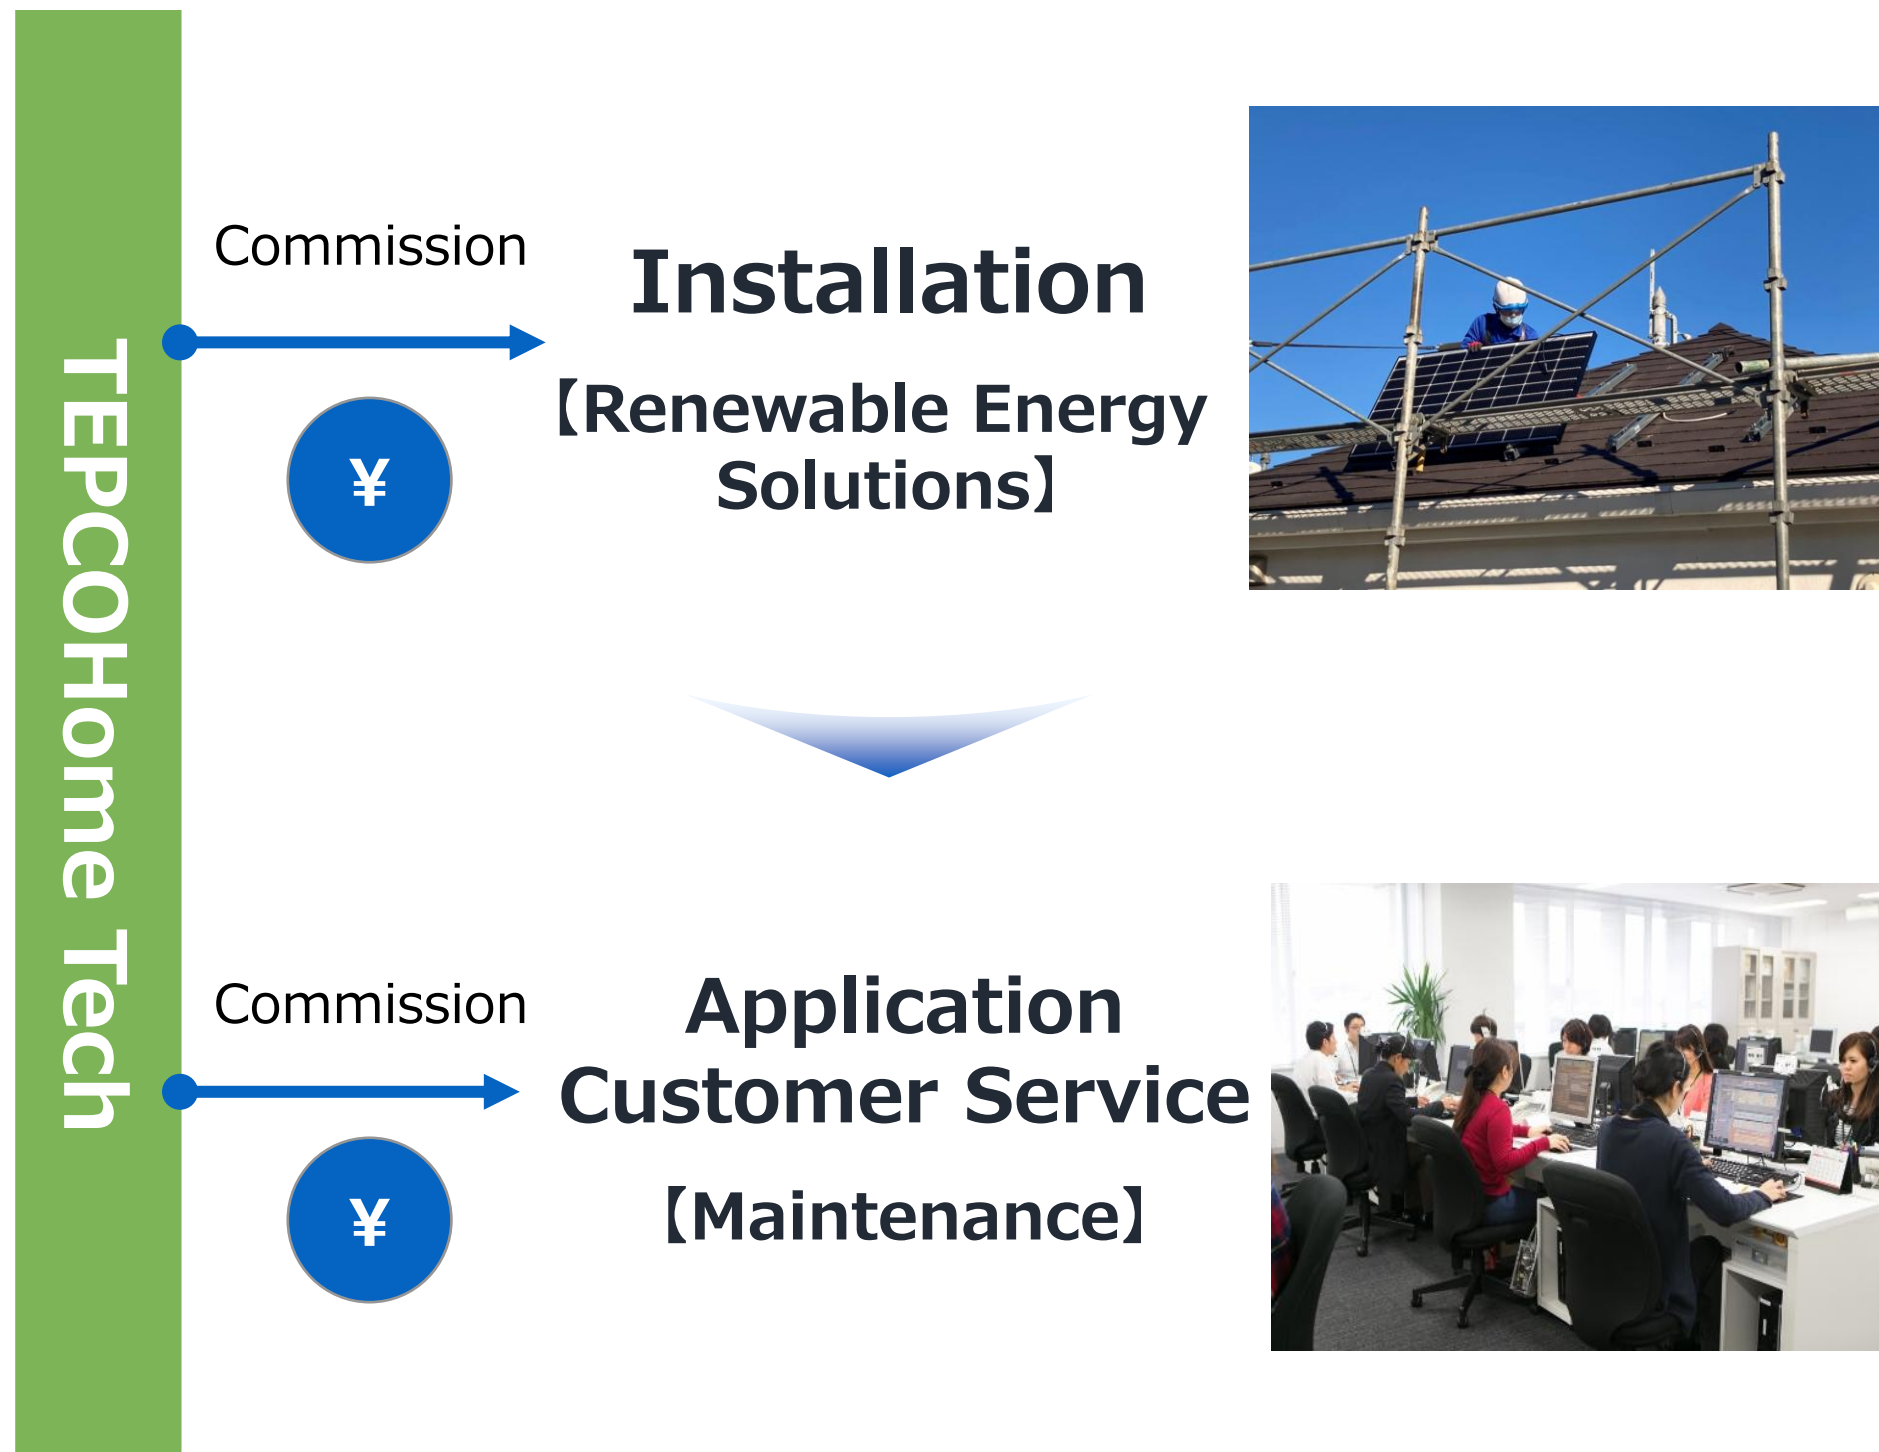 TEPCOHome Tech
Commission
¥
Installation
【Renewable Energy
Solutions】
Commission
¥
Application
Customer Service
【Maintenance】